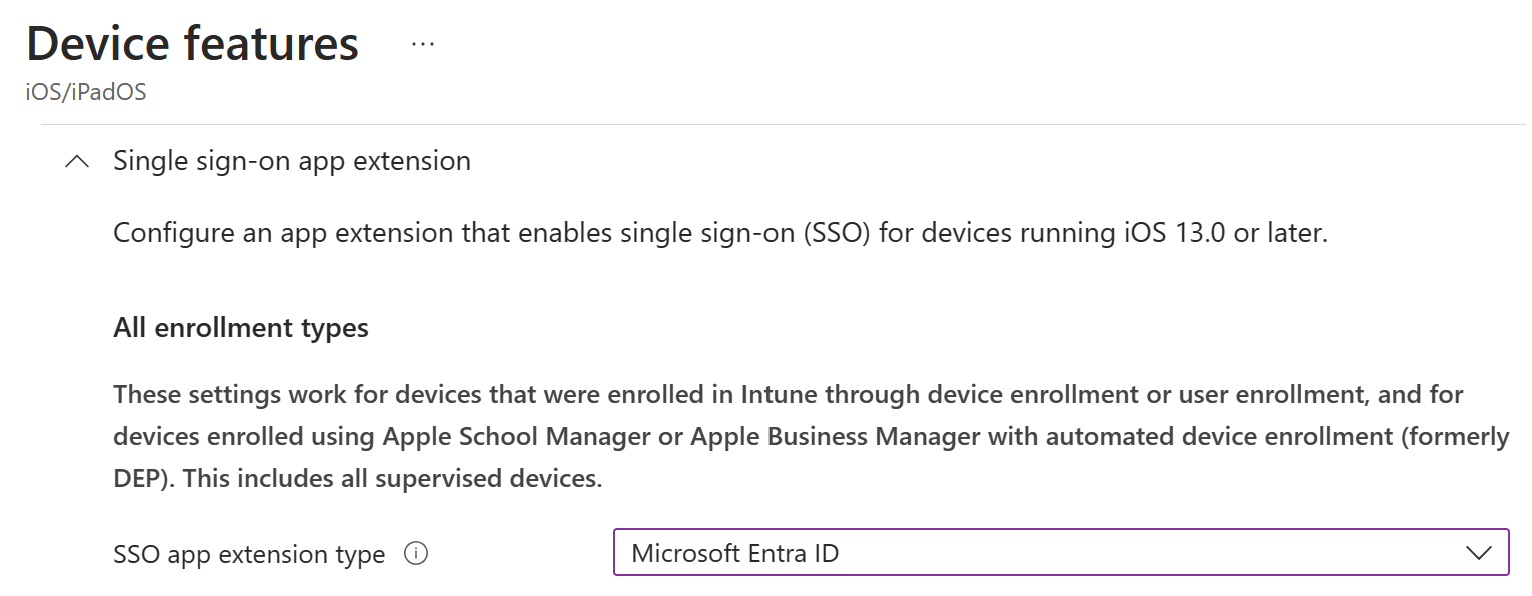 Device features ...
iOS/iPadOS
Single sign-on app extension
Configure an app extension that enables single sign-on (SSO) for devices running iOS 13.0 or later.
All enrollment types
These settings work for devices that were enrolled in Intune through device enrollment or user enrollment, and for
devices enrolled using Apple School Manager or Apple Business Manager with automated device enrollment (formerly
DEP). This includes all supervised devices.
SSO app extension type Microsoft Entra ID